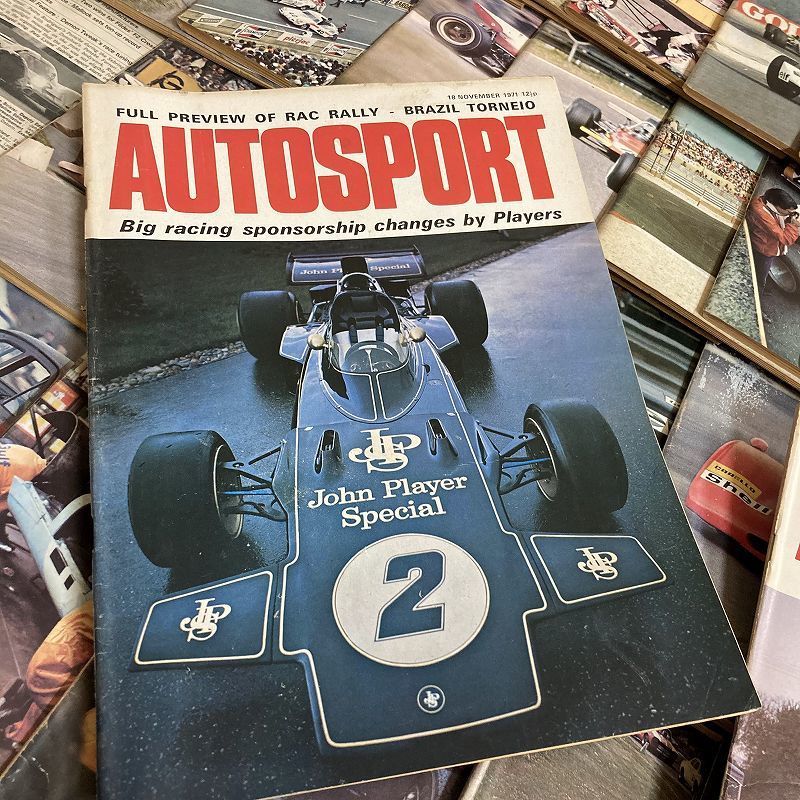 18 NOVEMBER 1971 12½p
FULL PREVIEW OF RAC RALLY - BRAZIL TORNEIO
AUTOSPORT
Big racing sponsorship changes by Players
John Player Special
JPS
John Player
Special
2
JPS
JPS
JPS
Shell
Gulf